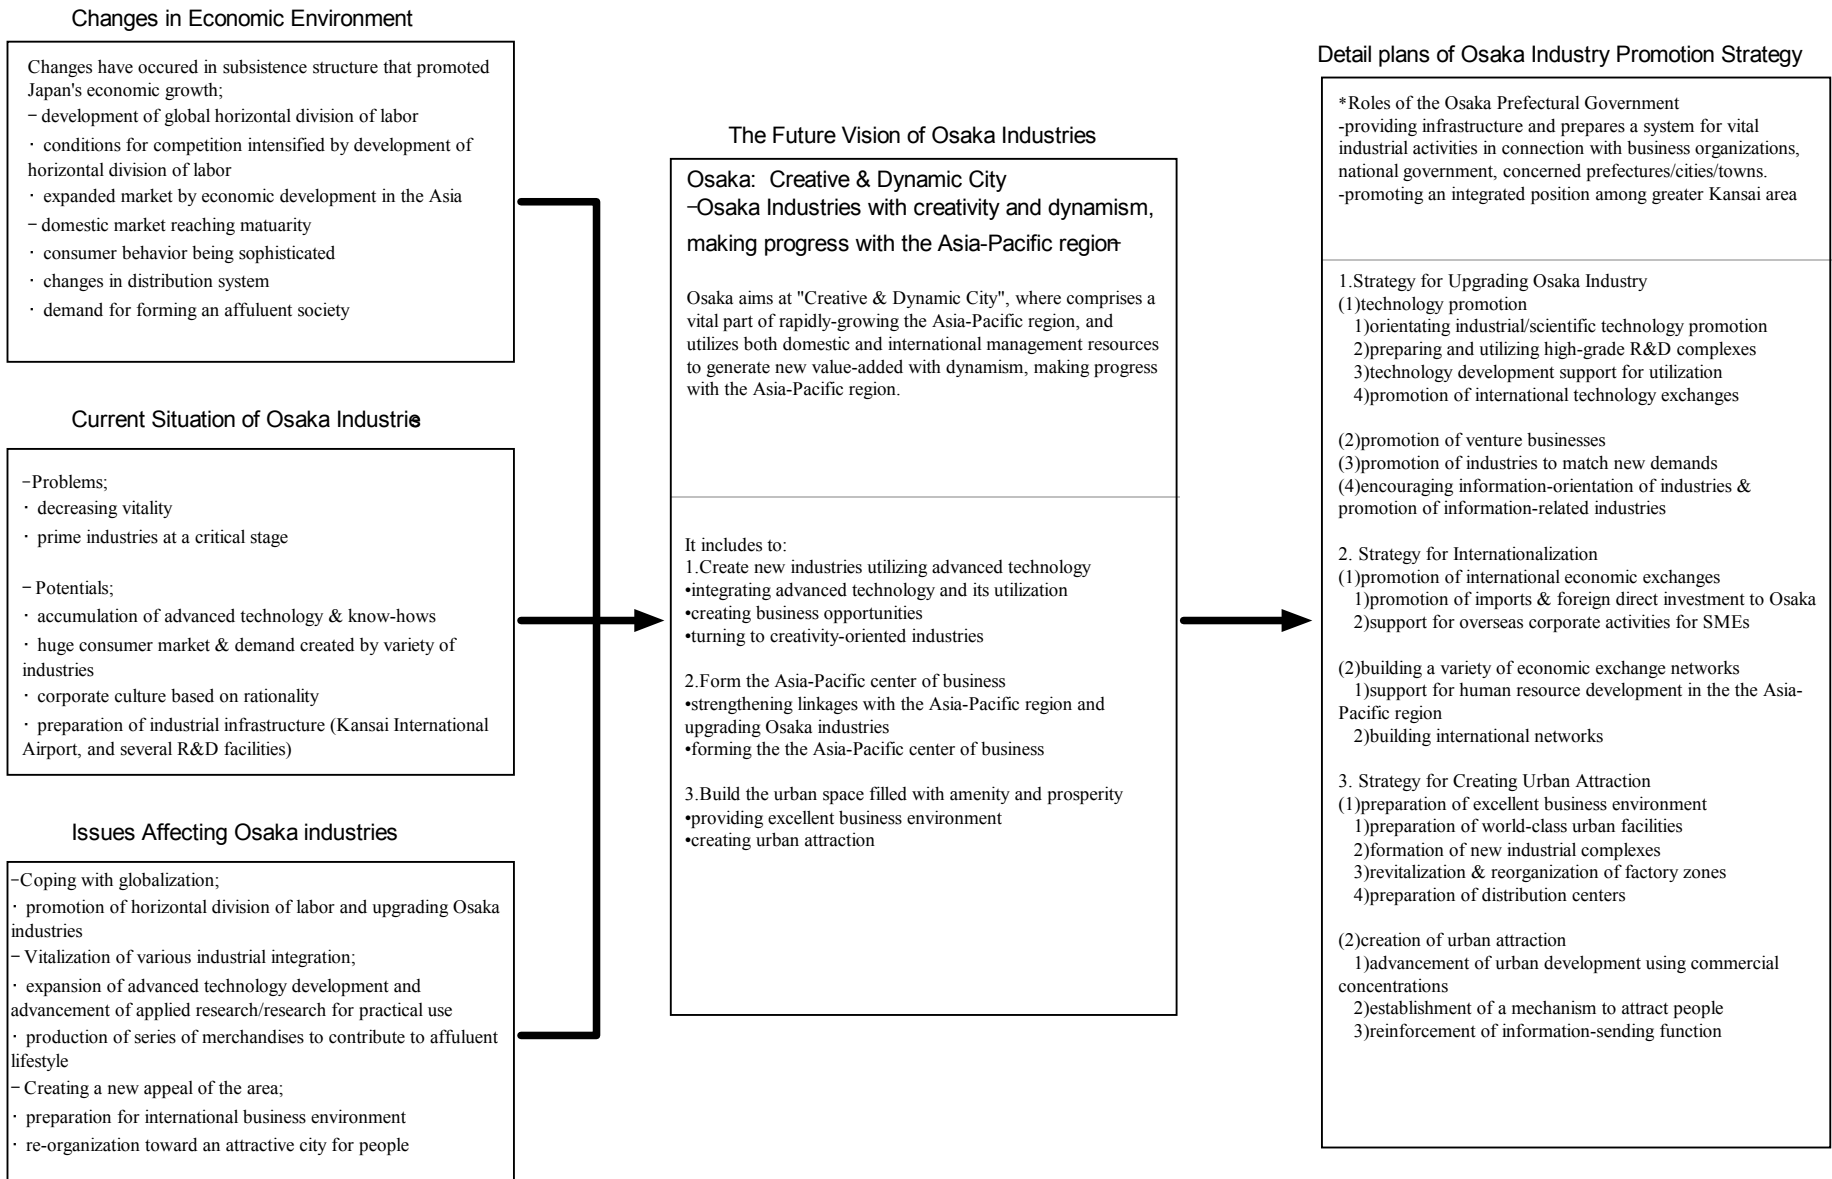 Changes in Economic Environment
Changes have occured in subsistence structure that promoted
Japan's economic growth;
− development of global horizontal division of labor
· conditions for competition intensified by development of
horizontal division of labor
· expanded market by economic development in the Asia
− domestic market reaching maturity
· consumer behavior being sophisticated
· changes in distribution system
· demand for forming an affuluent society
Current Situation of Osaka Industrie
−Problems;
· decreasing vitality
· prime industries at a critical stage
− Potentials;
· accumulation of advanced technology & know-hows
· huge consumer market & demand created by variety of
industries
· corporate culture based on rationality
· preparation of industrial infrastructure (Kansai International
Airport, and several R&D facilities)
Issues Affecting Osaka industries
−Coping with globalization;
· promotion of horizontal division of labor and upgrading Osaka
industries
− Vitalization of various industrial integration;
· expansion of advanced technology development and
advancement of applied research/research for practical use
· production of series of merchandises to contribute to affuluent
lifestyle
− Creating a new appeal of the area;
· preparation for international business environment
· re-organization toward an attractive city for people
The Future Vision of Osaka Industries
Osaka: Creative & Dynamic City
−Osaka Industries with creativity and dynamism,
making progress with the Asia-Pacific region−
Osaka aims at "Creative & Dynamic City", where comprises a
vital part of rapidly-growing the Asia-Pacific region, and
utilizes both domestic and international management resources
to generate new value-added with dynamism, making progress
with the Asia-Pacific region.
It includes to:
1.Create new industries utilizing advanced technology
•integrating advanced technology and its utilization
•creating business opportunities
•turning to creativity-oriented industries
2.Form the Asia-Pacific center of business
•strengthening linkages with the Asia-Pacific region and
upgrading Osaka industries
•forming the the Asia-Pacific center of business
3.Build the urban space filled with amenity and prosperity
•providing excellent business environment
•creating urban attraction
Detail plans of Osaka Industry Promotion Strategy
*Roles of the Osaka Prefectural Government
-providing infrastructure and prepares a system for vital
industrial activities in connection with business organizations,
national government, concerned prefectures/cities/towns.
-promoting an integrated position among greater Kansai area
1.Strategy for Upgrading Osaka Industry
(1)technology promotion
1)orientating industrial/scientific technology promotion
2)preparing and utilizing high-grade R&D complexes
3)technology development support for utilization
4)promotion of international technology exchanges
(2)promotion of venture businesses
(3)promotion of industries to match new demands
(4)encouraging information-orientation of industries &
promotion of information-related industries
2. Strategy for Internationalization
(1)promotion of international economic exchanges
1)promotion of imports & foreign direct investment to Osaka
2)support for overseas corporate activities for SMEs
(2)building a variety of economic exchange networks
1)support for human resource development in the the Asia-
Pacific region
2)building international networks
3. Strategy for Creating Urban Attraction
(1)preparation of excellent business environment
1)preparation of world-class urban facilities
2)formation of new industrial complexes
3)revitalization & reorganization of factory zones
4)preparation of distribution centers
(2)creation of urban attraction
1)advancement of urban development using commercial
concentrations
2)establishment of a mechanism to attract people
3)reinforcement of information-sending function